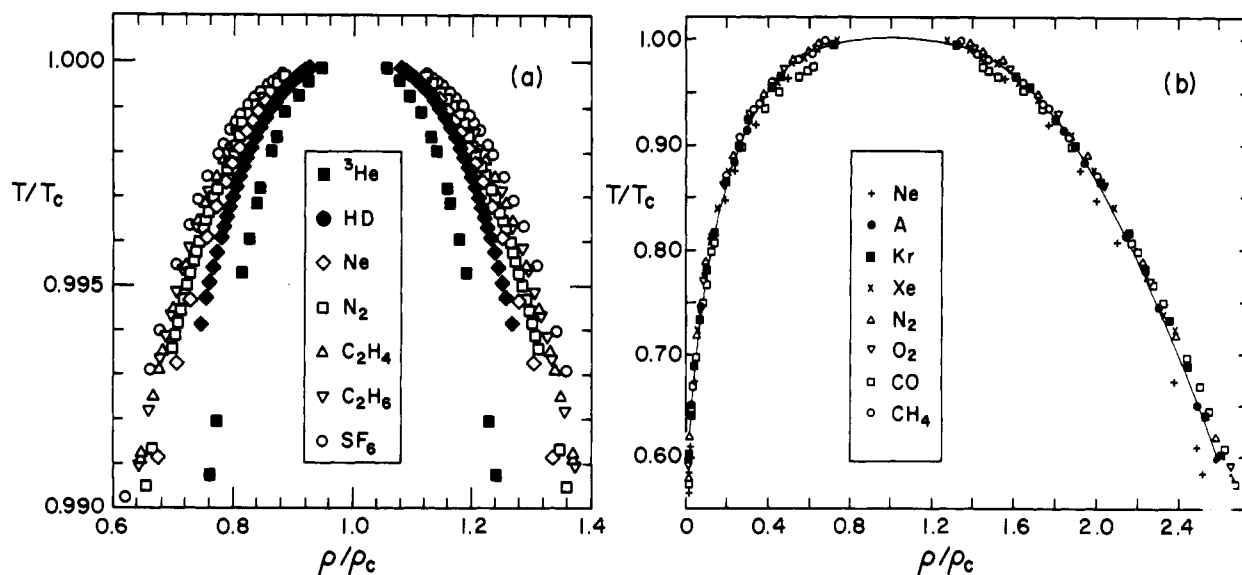 (a)
1.000
0.995
0.990
T/T_c
³He
HD
Ne
N₂
C₂H₄
C₂H₆
SF₆
0.6 0.8 1.0 1.2 1.4
ρ/ρ_c
(b)
1.00
0.90
0.80
0.70
0.60
T/T_c
Ne
A
Kr
Xe
N₂
O₂
CO
CH₄
0 0.4 0.8 1.2 1.6 2.0 2.4
ρ/ρ_c